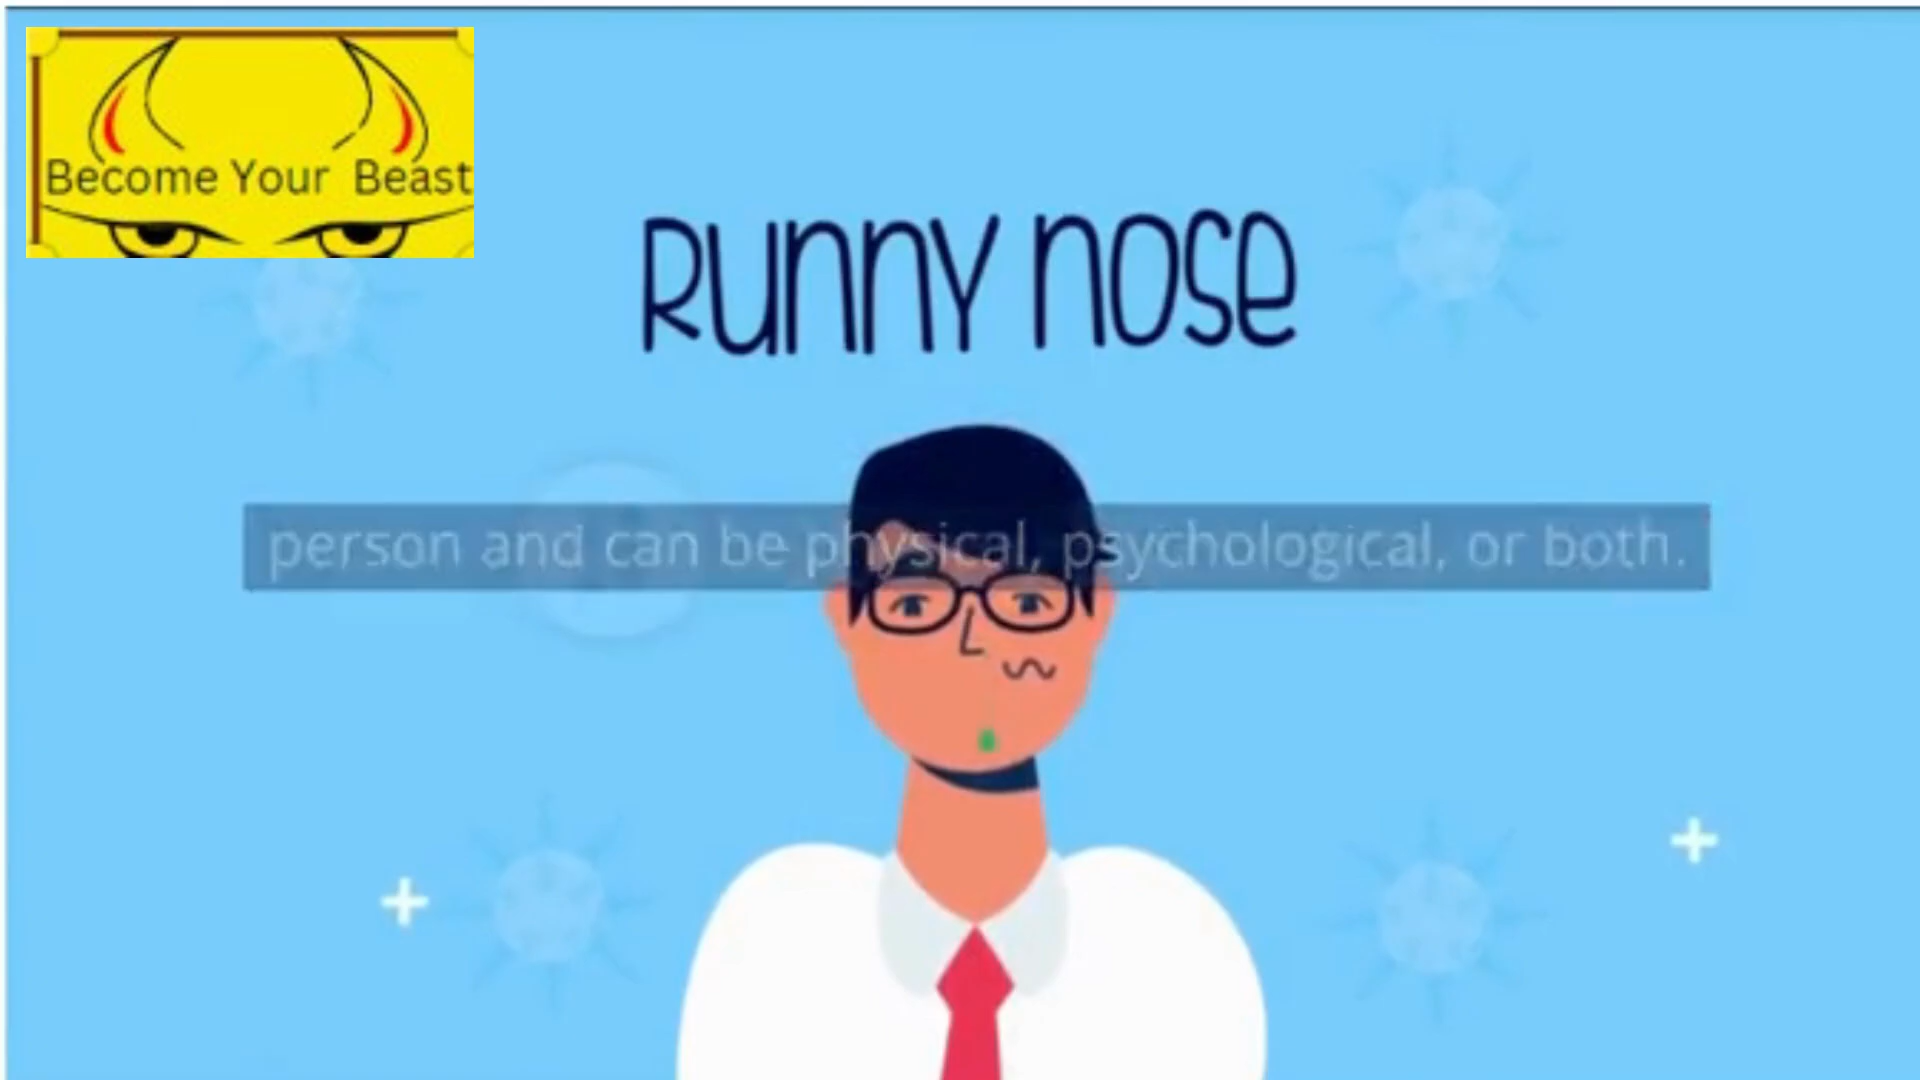 Become Your Beast
Runny nose
person and can be physical, psychological, or both.